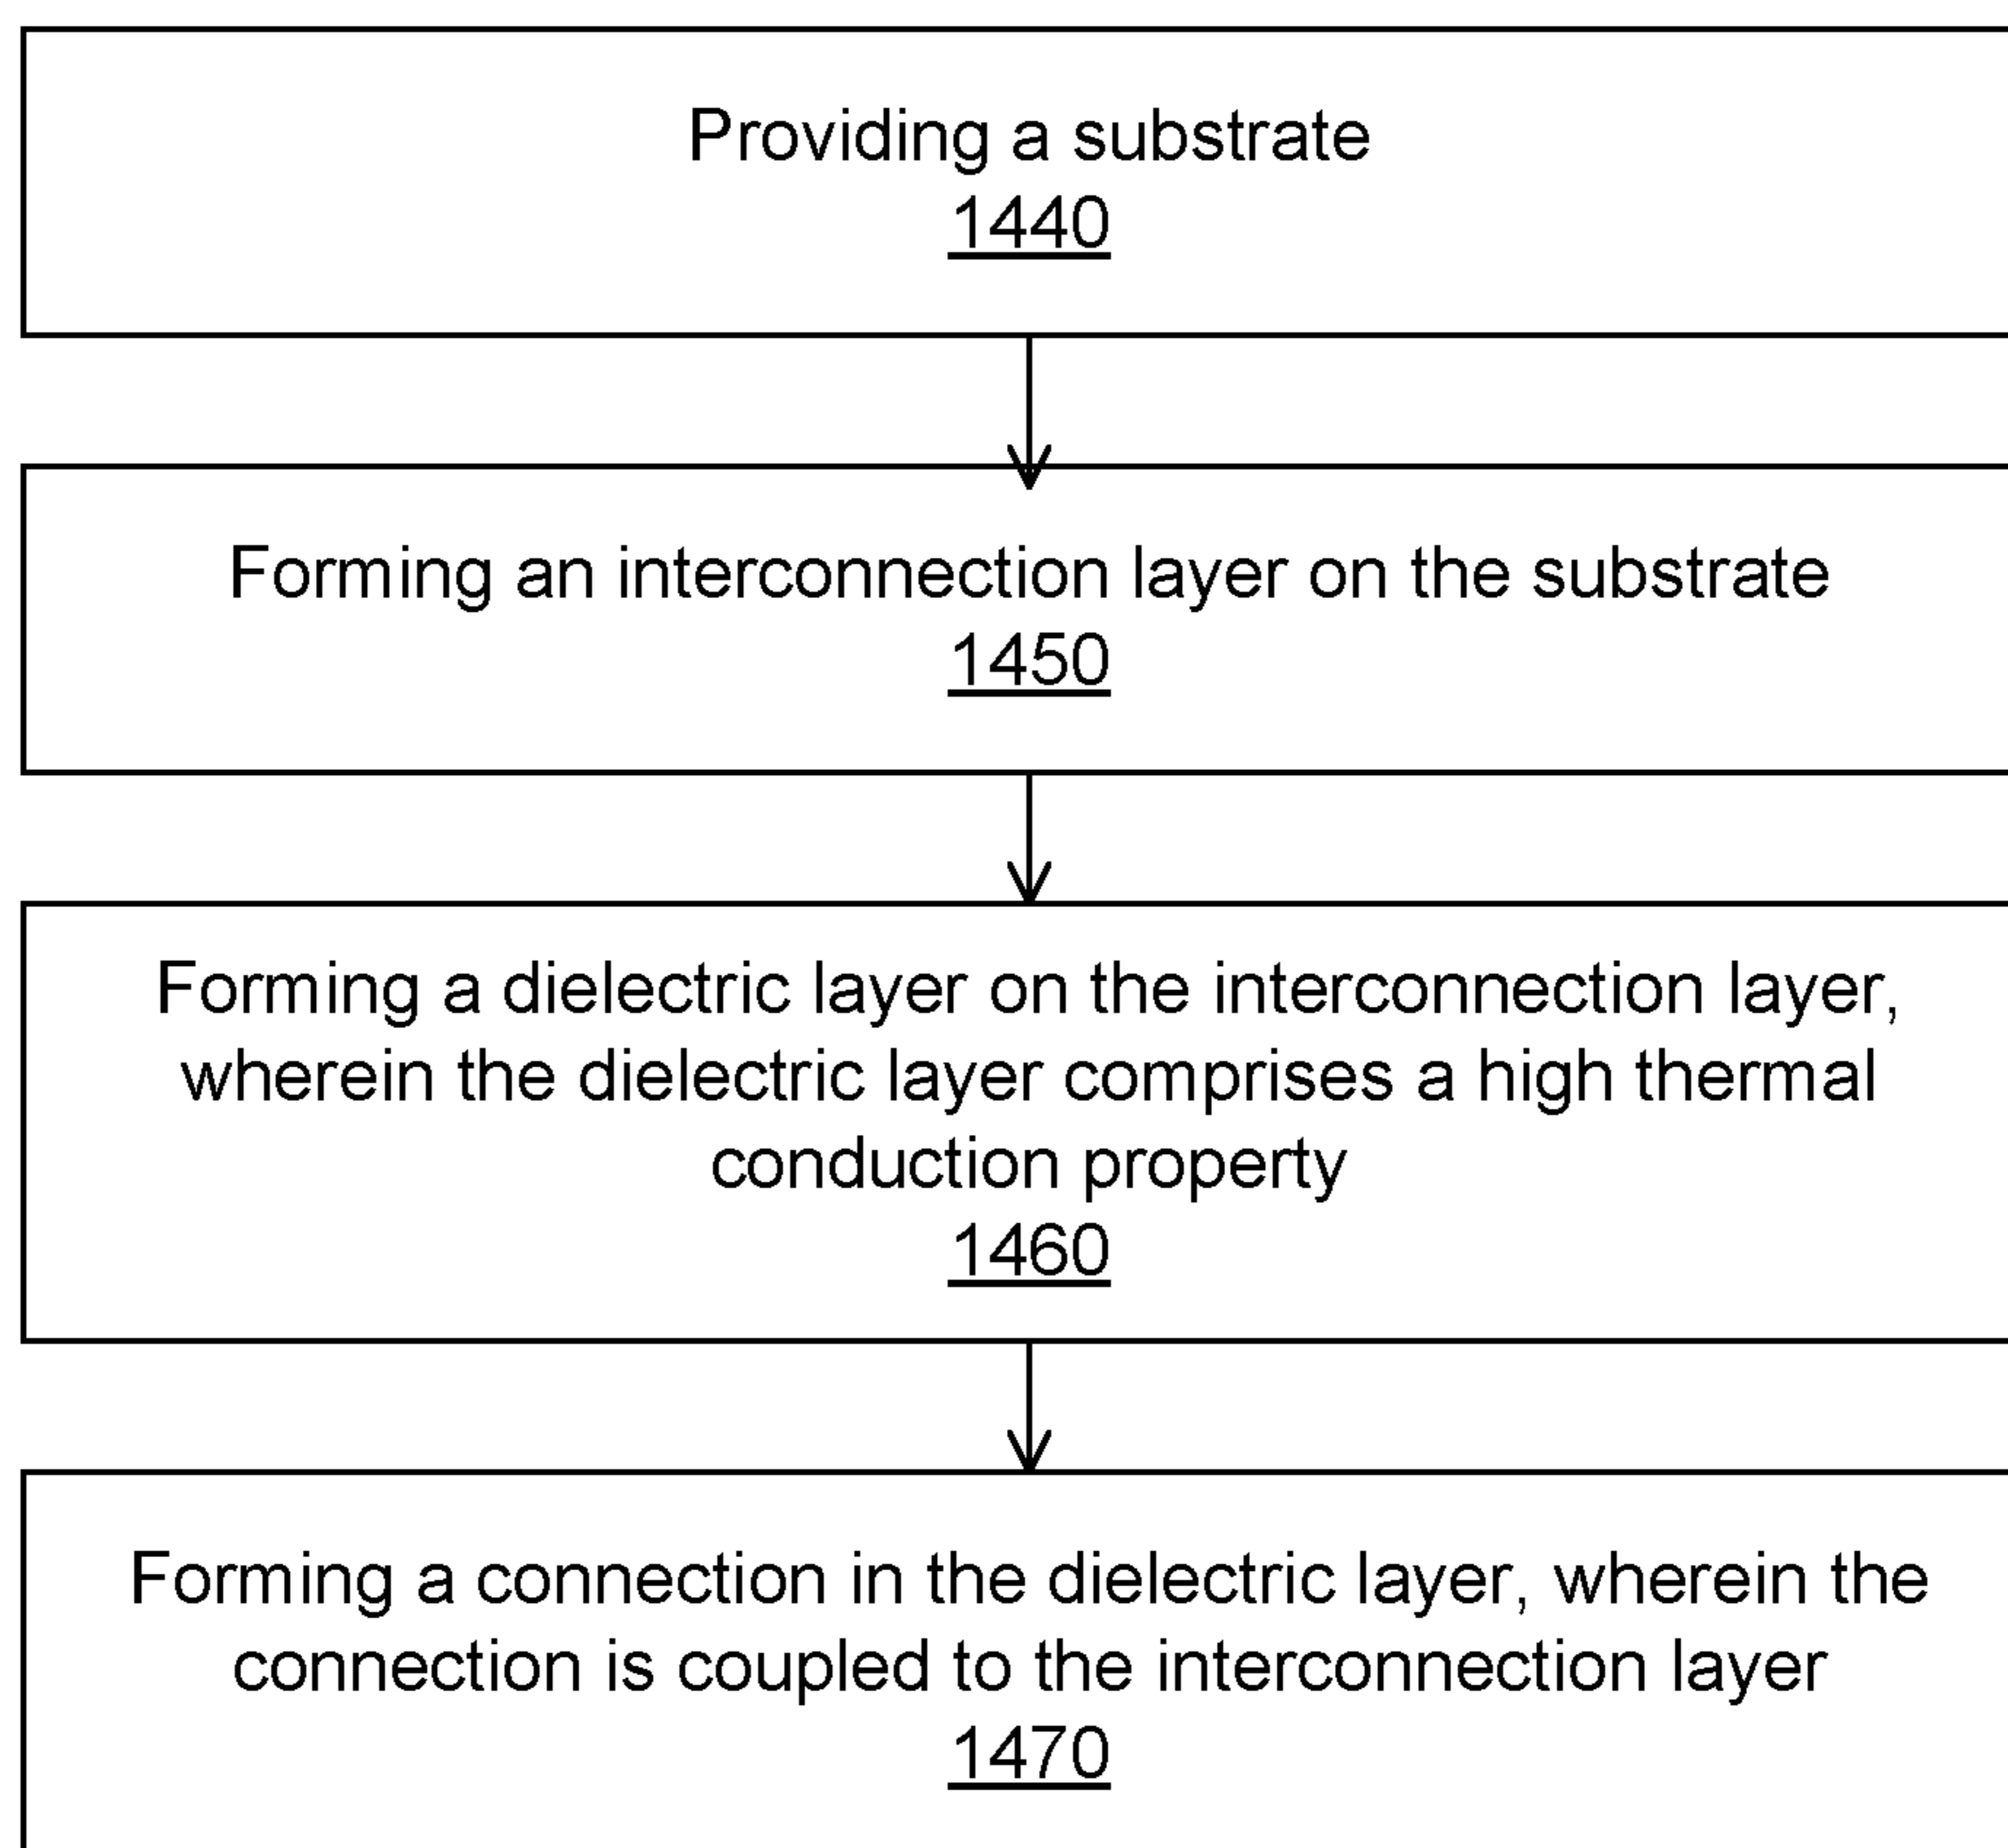 Providing a substrate
1440
Forming an interconnection layer on the substrate
1450
Forming a dielectric layer on the interconnection layer,
wherein the dielectric layer comprises a high thermal
conduction property
1460
Forming a connection in the dielectric layer, wherein the
connection is coupled to the interconnection layer
1470